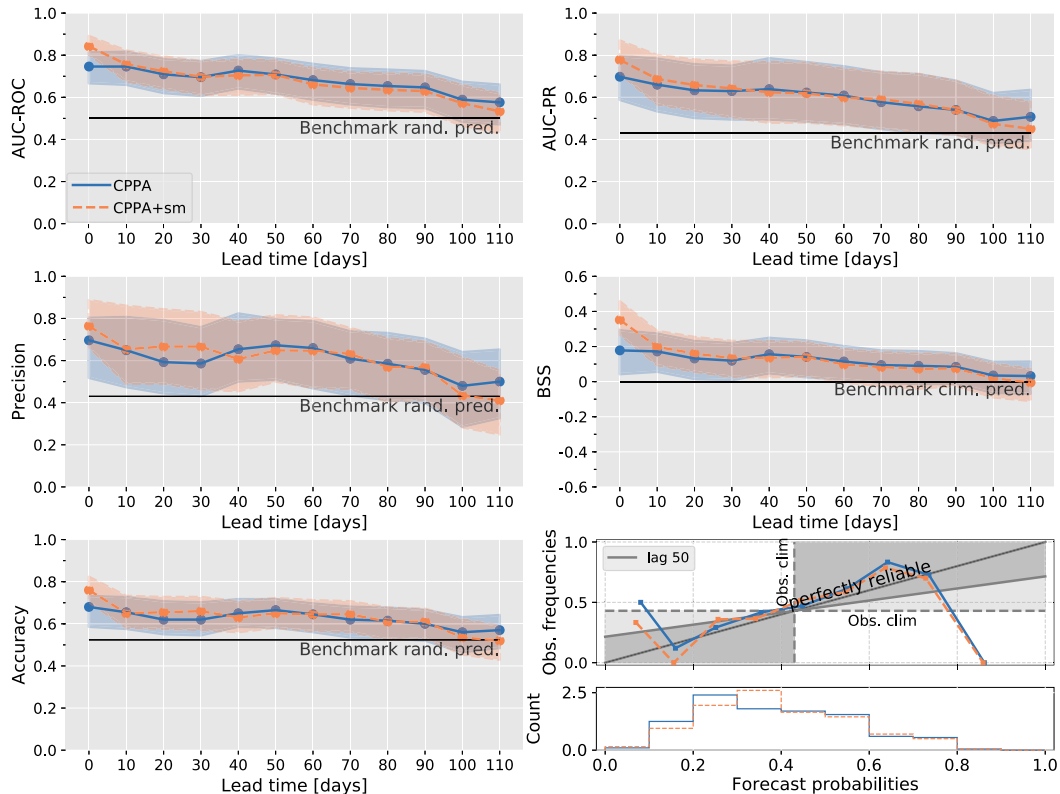 1.0
0.8
0.6
0.4
0.2
0.0
AUC-ROC
Benchmark rand. pred.
CPPA
CPPA+sm
0 10 20 30 40 50 60 70 80 90 100 110
Lead time [days]
1.0
0.8
0.6
0.4
0.2
0.0
AUC-PR
Benchmark rand. pred.
0 10 20 30 40 50 60 70 80 90 100 110
Lead time [days]
1.0
0.8
0.6
0.4
0.2
0.0
Precision
Benchmark rand. pred.
0 10 20 30 40 50 60 70 80 90 100 110
Lead time [days]
0.6
0.4
0.2
0
-0.2
-0.4
-0.6
BSS
Benchmark clim. pred.
0 10 20 30 40 50 60 70 80 90 100 110
Lead time [days]
1.0
0.8
0.6
0.4
0.2
0.0
Accuracy
Benchmark rand. pred.
0 10 20 30 40 50 60 70 80 90 100 110
Lead time [days]
1.0
0.5
0.0
Obs. frequencies
lag 50
Obs. clim
perfectly reliable
Obs. clim
2.5
0.0
Count
0.0 0.2 0.4 0.6 0.8 1.0
Forecast probabilities